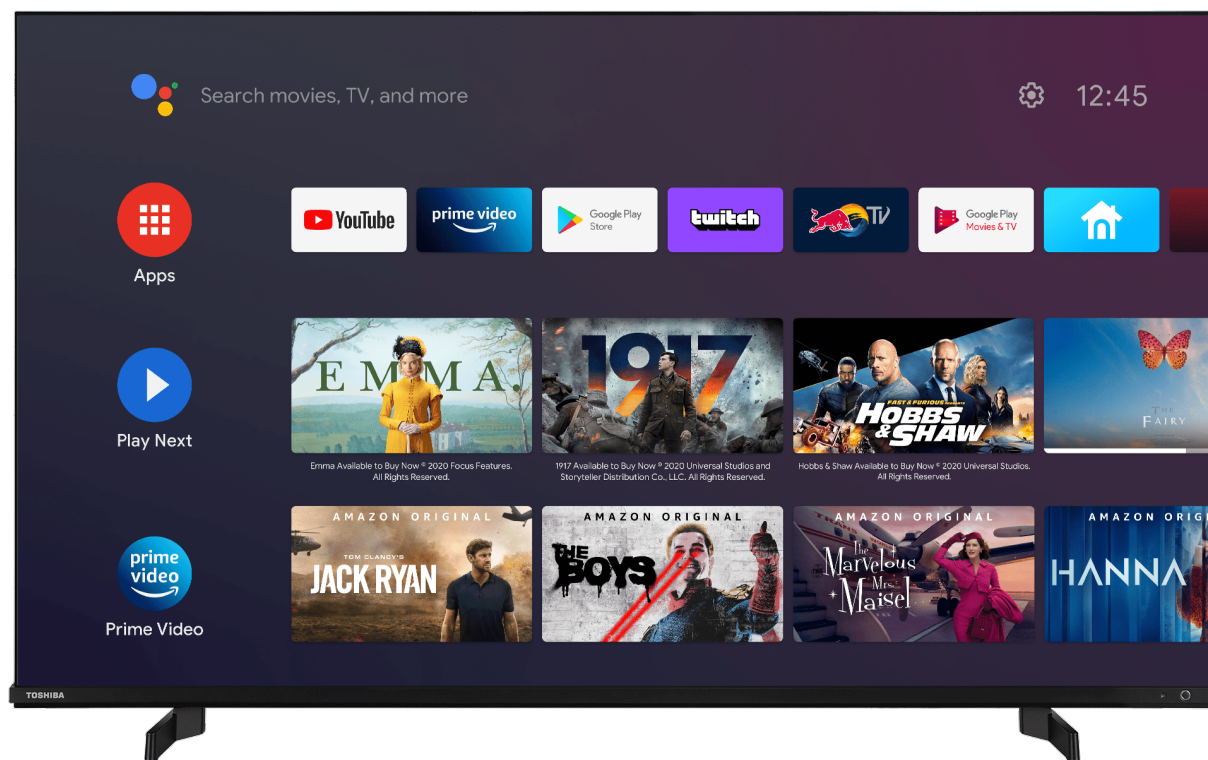 Search movies, TV, and more
12:45
YouTube
prime video
Google Play
Store
twitch
TV
Google Play
Movies & TV
Apps
EMMA.
1917
FAST & FURIOUS PRESENTS
HOBBS
& SHAW
THE
FAIRY
Play Next
Emma Available to Buy Now © 2020 Focus Features.
All Rights Reserved.
1917 Available to Buy Now © 2020 Universal Studios and
Storyteller Distribution Co., LLC. All Rights Reserved.
Hobbs & Shaw Available to Buy Now © 2020 Universal Studios.
All Rights Reserved.
AMAZON ORIGINAL
TOM CLANCY'S
JACK RYAN
AMAZON ORIGINAL
THE
BOYS
AMAZON ORIGINAL
The
Marvelous
Mrs.
Maisel
AMAZON ORIG
HANNA
prime
video
Prime Video
TOSHIBA